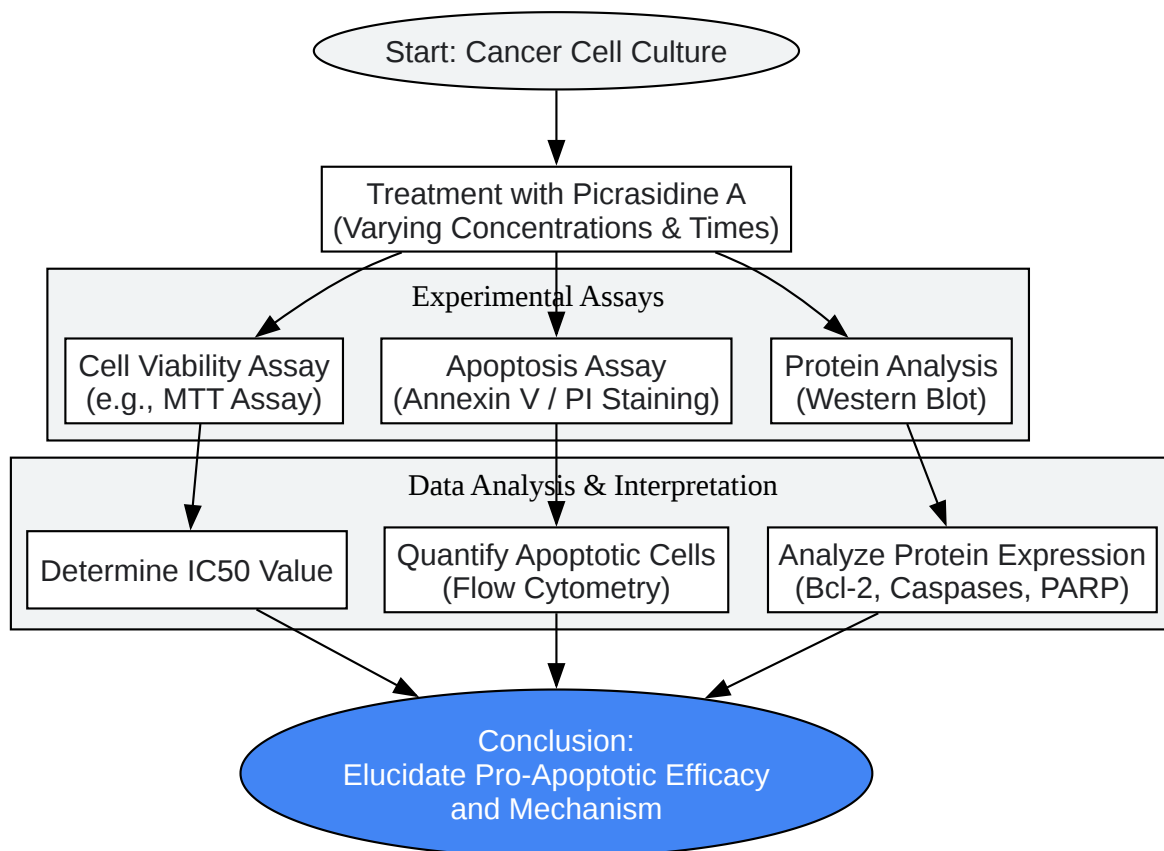 Start: Cancer Cell Culture
Treatment with Picrasidine A
(Varying Concentrations & Times)
Experimental Assays
Cell Viability Assay
(e.g., MTT Assay)
Apoptosis Assay
(Annexin V / PI Staining)
Protein Analysis
(Western Blot)
Data Analysis & Interpretation
Determine IC50 Value
Quantify Apoptotic Cells
(Flow Cytometry)
Analyze Protein Expression
(Bcl-2, Caspases, PARP)
Conclusion:
Elucidate Pro-Apoptotic Efficacy
and Mechanism